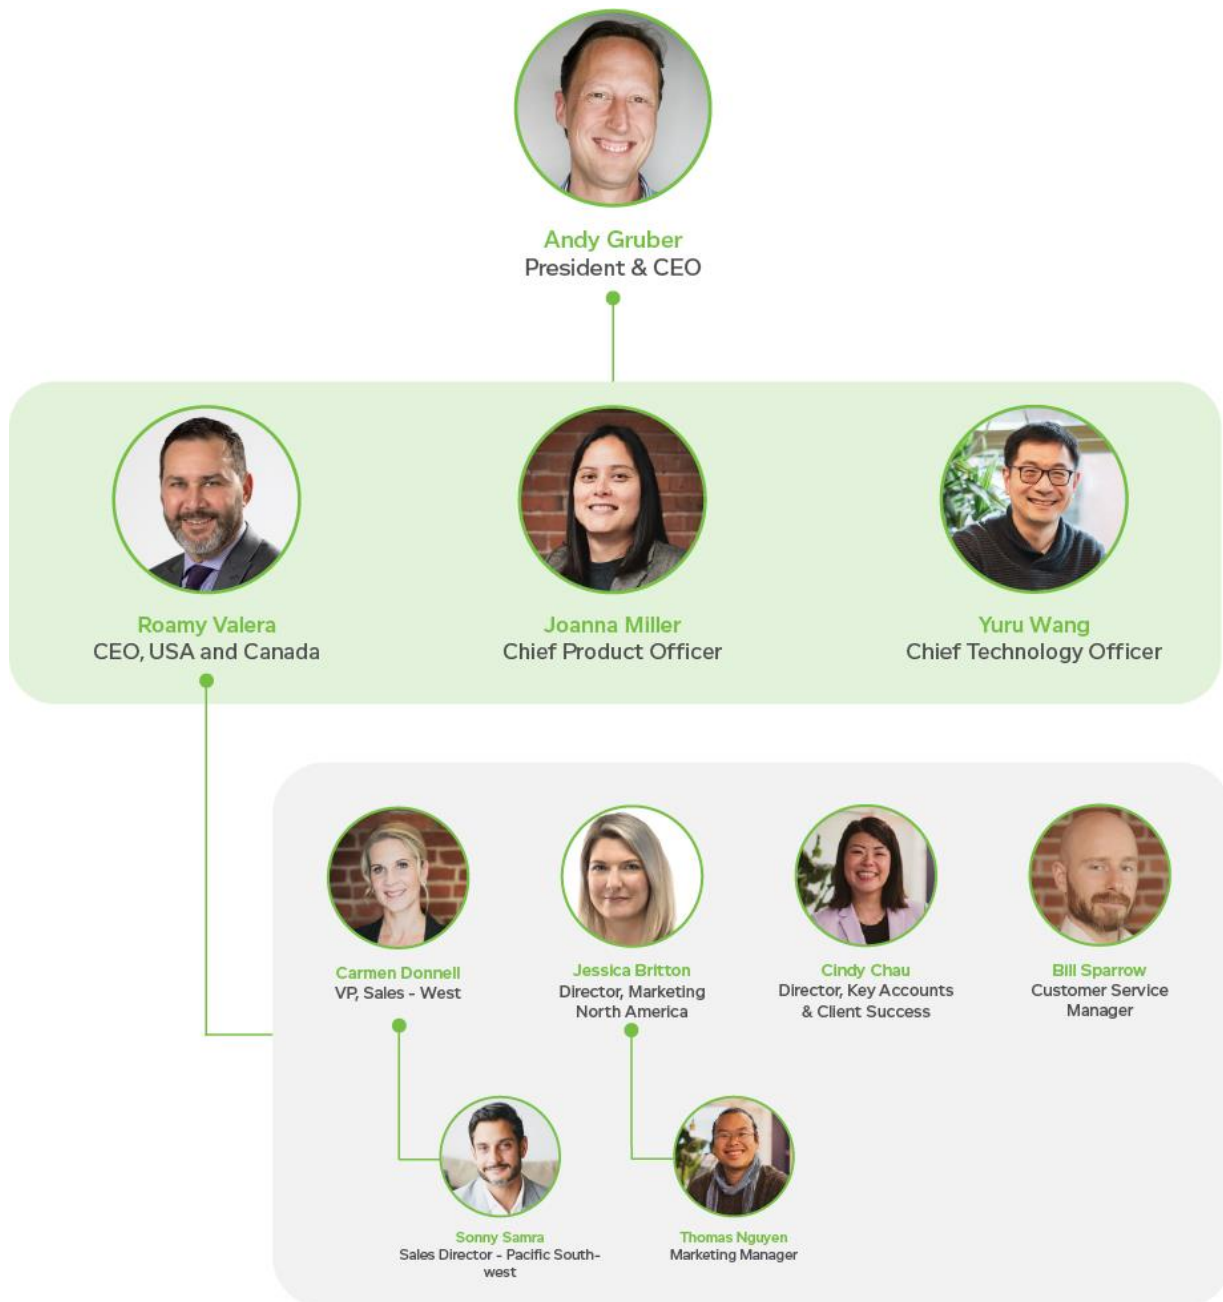 Andy Gruber
President & CEO
Roamy Valera
CEO, USA and Canada
Joanna Miller
Chief Product Officer
Yuru Wang
Chief Technology Officer
Carmen Donnell
VP, Sales - West
Jessica Britton
Director, Marketing
North America
Cindy Chau
Director, Key Accounts
& Client Success
Bill Sparrow
Customer Service
Manager
Sonny Samra
Sales Director - Pacific South-
west
Thomas Nguyen
Marketing Manager